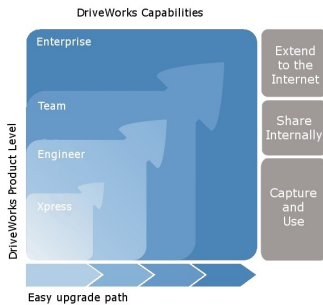 DriveWorks Capabilities
Enterprise
Team
Engineer
Xpress
DriveWorks Product Level
Extend
to the
Internet
Share
Internally
Capture
and
Use
Easy upgrade path